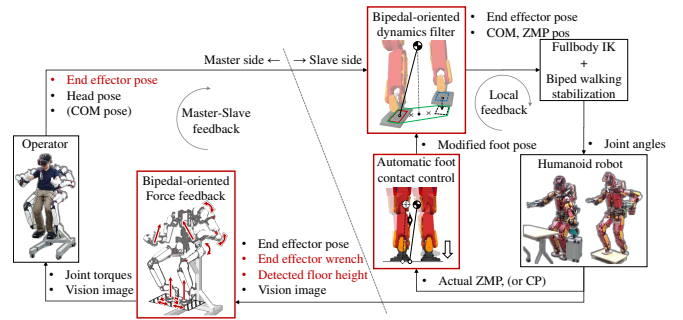 Bipedal-oriented
dynamics filter
• End effector pose
• COM, ZMP pos
Fullbody IK
+
Biped walking
stabilization
Master side ← → Slave side
• End effector pose
• Head pose
• (COM pose)
Master-Slave
feedback
Local
feedback
Operator
• Modified foot pose
• Joint angles
Automatic foot
contact control
Humanoid robot
Bipedal-oriented
Force feedback
• End effector pose
• End effector wrench
• Detected floor height
• Vision image
• Joint torques
• Vision image
• Actual ZMP, (or CP)